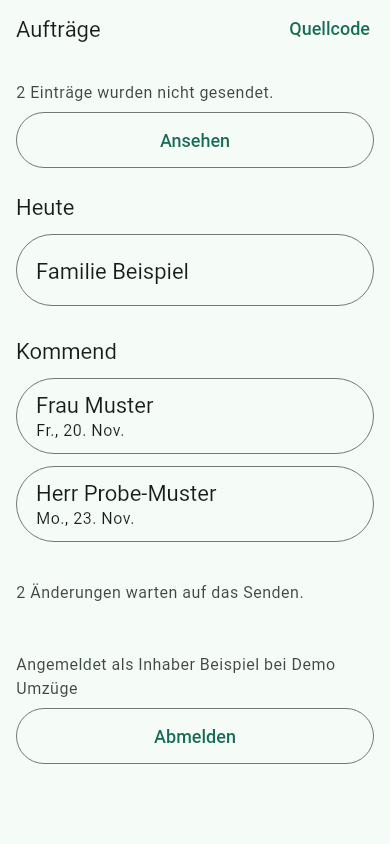 Aufträge
Quellcode
2 Einträge wurden nicht gesendet.
Ansehen
Heute
Familie Beispiel
Kommend
Frau Muster
Fr., 20. Nov.
Herr Probe-Muster
Mo., 23. Nov.
2 Änderungen warten auf das Senden.
Angemeldet als Inhaber Beispiel bei Demo
Umzüge
Abmelden